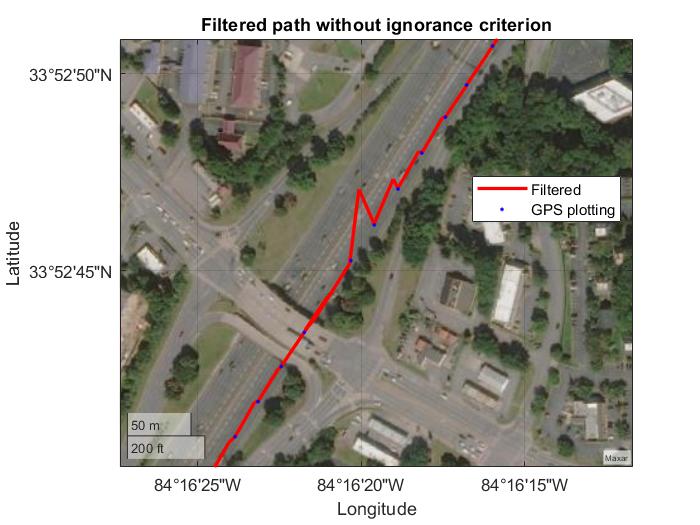 Filtered path without ignorance criterion
33°52'50"N
Filtered
GPS plotting
Latitude
33°52'45"N
50 m
200 ft
Maxar
84°16'25"W 84°16'20"W 84°16'15"W
Longitude